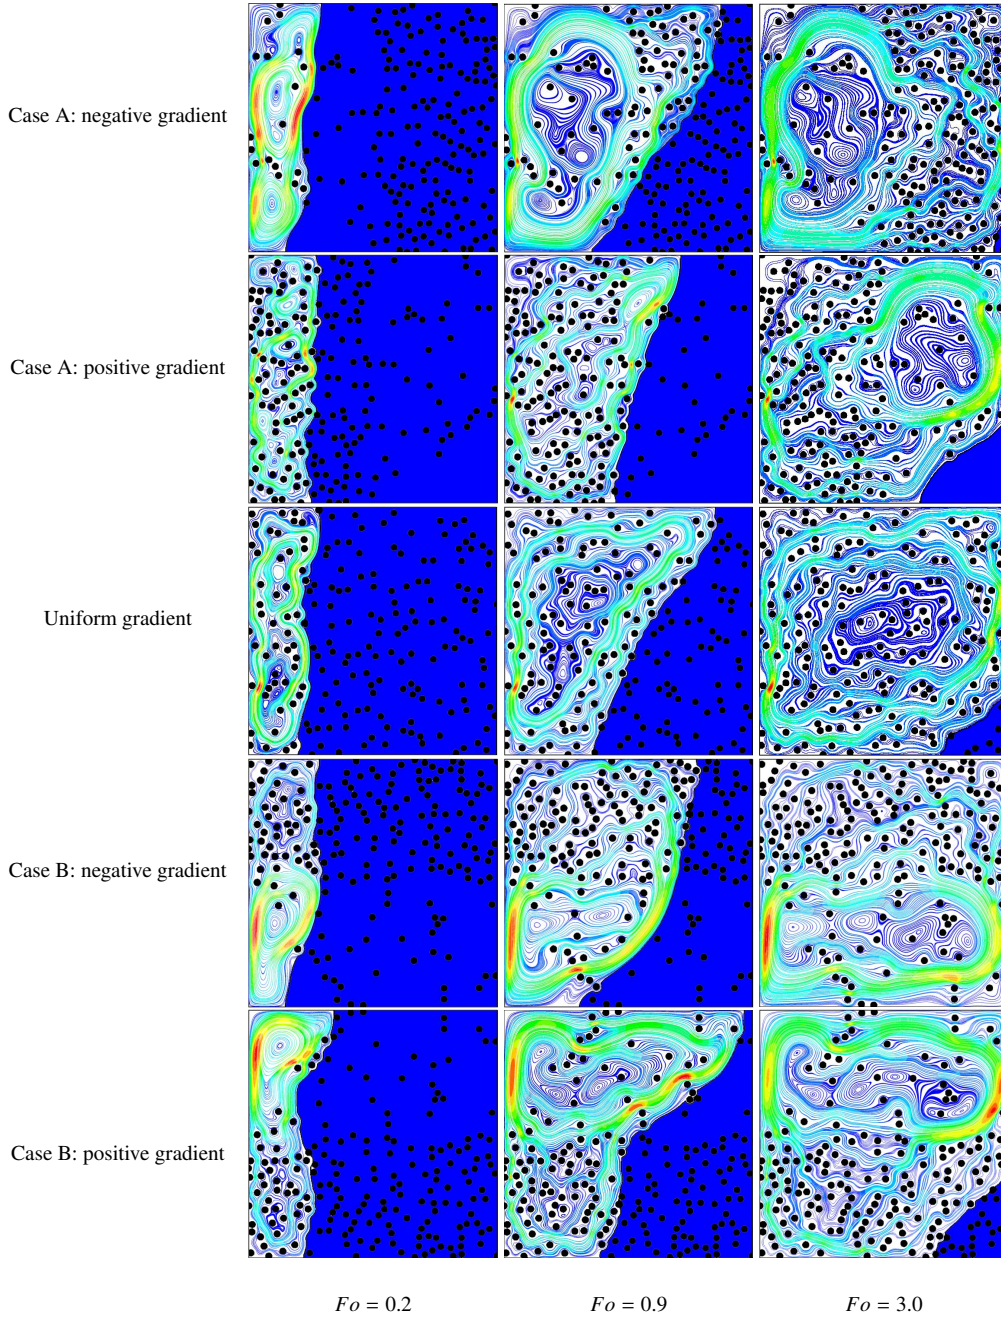 Case A: negative gradient
Case A: positive gradient
Uniform gradient
Case B: negative gradient
Case B: positive gradient
Fo = 0.2 Fo = 0.9 Fo = 3.0